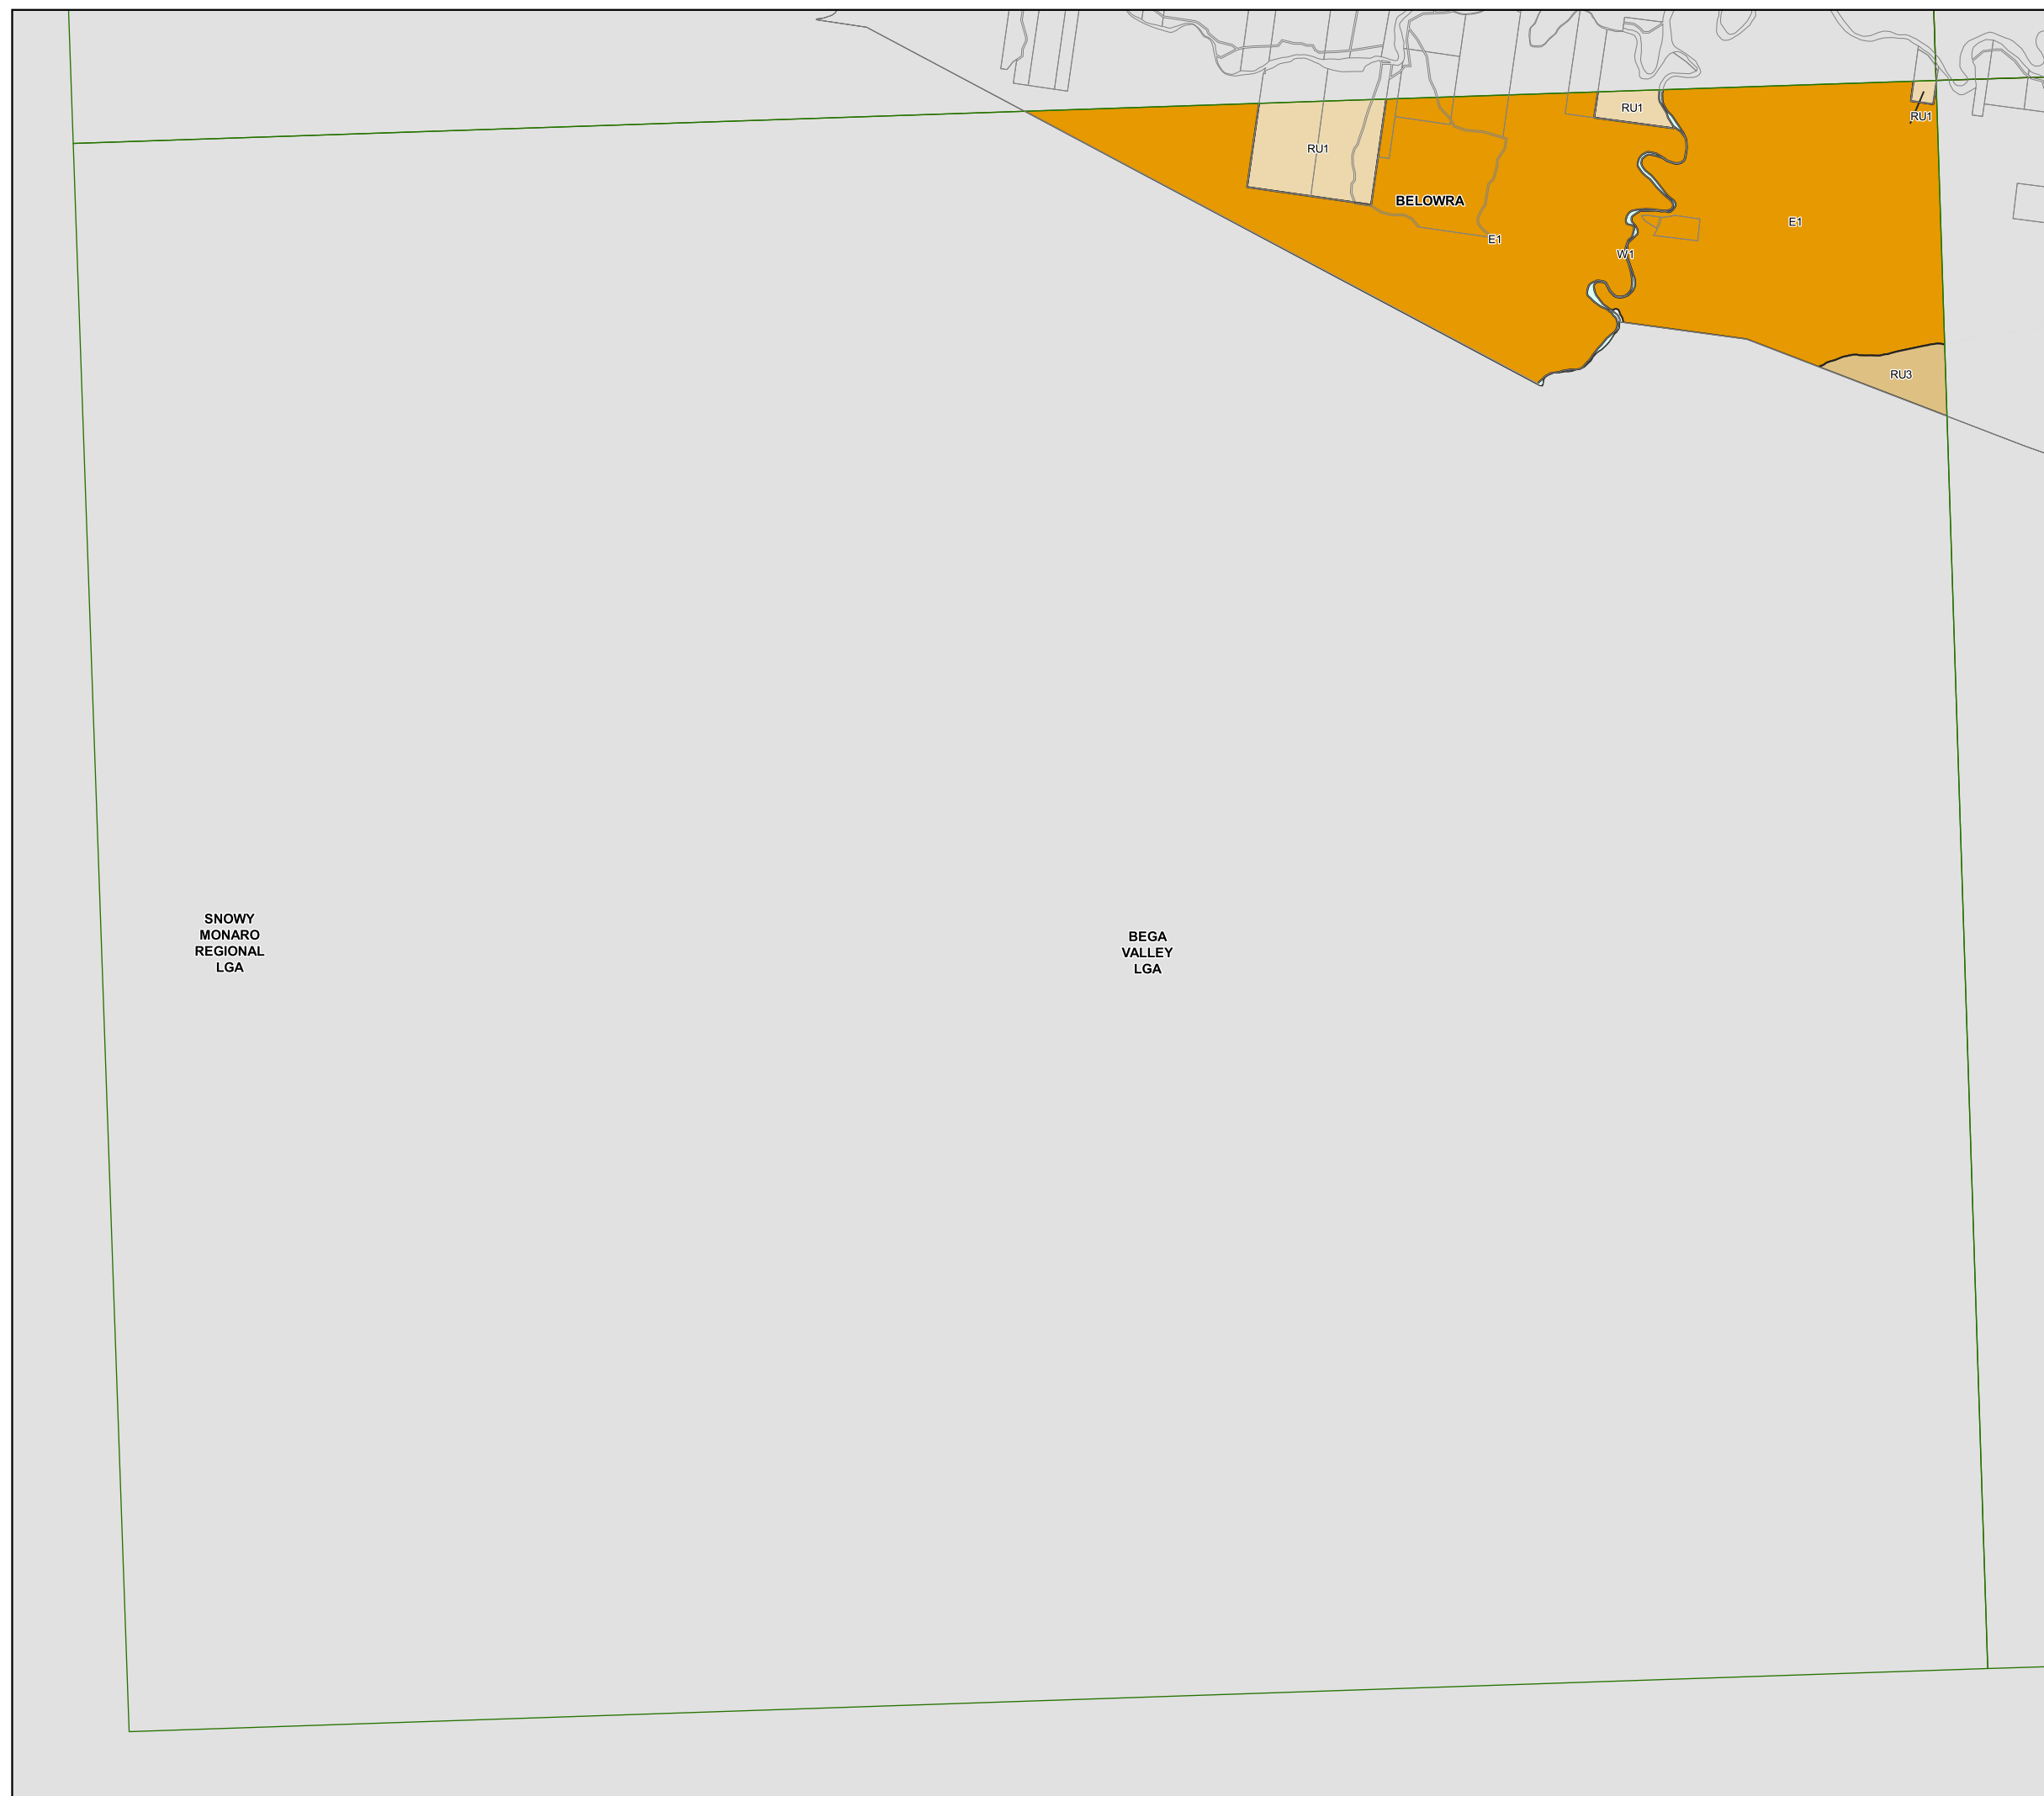 RU1
RU1
RU1
BELOWRA
E1
E1
W1
RU3
SNOWY
MONARO
REGIONAL
LGA
BEGA
VALLEY
LGA